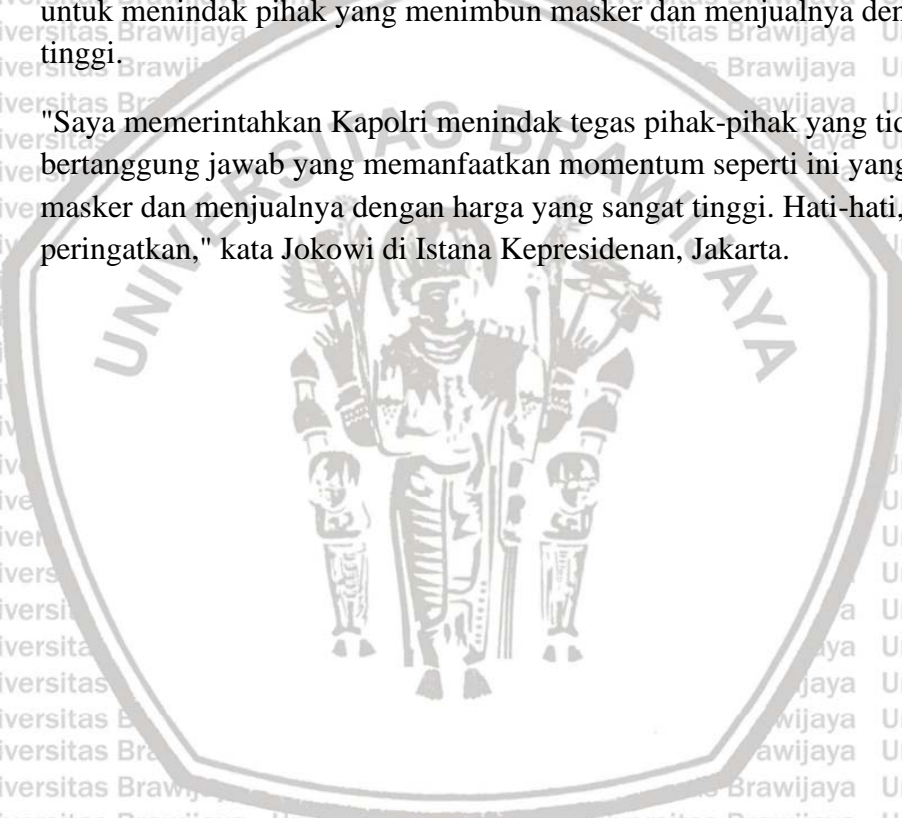 untuk menindak pihak yang menimbun masker dan menjualnya
tinggi.
"Saya memerintahkan Kapolri menindak tegas pihak-pihak yang
bertanggung jawab yang memanfaatkan momentum seperti ini yang
masker dan menjualnya dengan harga yang sangat tinggi. Hati-hati,
peringatkan," kata Jokowi di Istana Kepresidenan, Jakarta.
UNIVERSITAS BRAWIJAYA